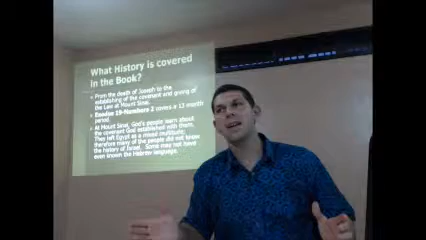 What History is covered
in the Book?
From the death of Joseph to the
establishing of the covenant and giving of
the Law at Mount Sinai.
Exodus 19-Numbers 2 covers a 13 month
period.
At Mount Sinai, God's people learn about
the covenant God established with them.
They left Egypt as a mixed multitude;
therefore many of the people did not know
the history of Israel. Some may not have
even known the Hebrew language.